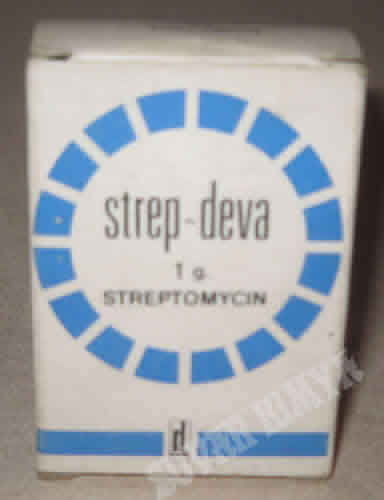 strep-deva
1 g.
STREPTOMYCIN
d